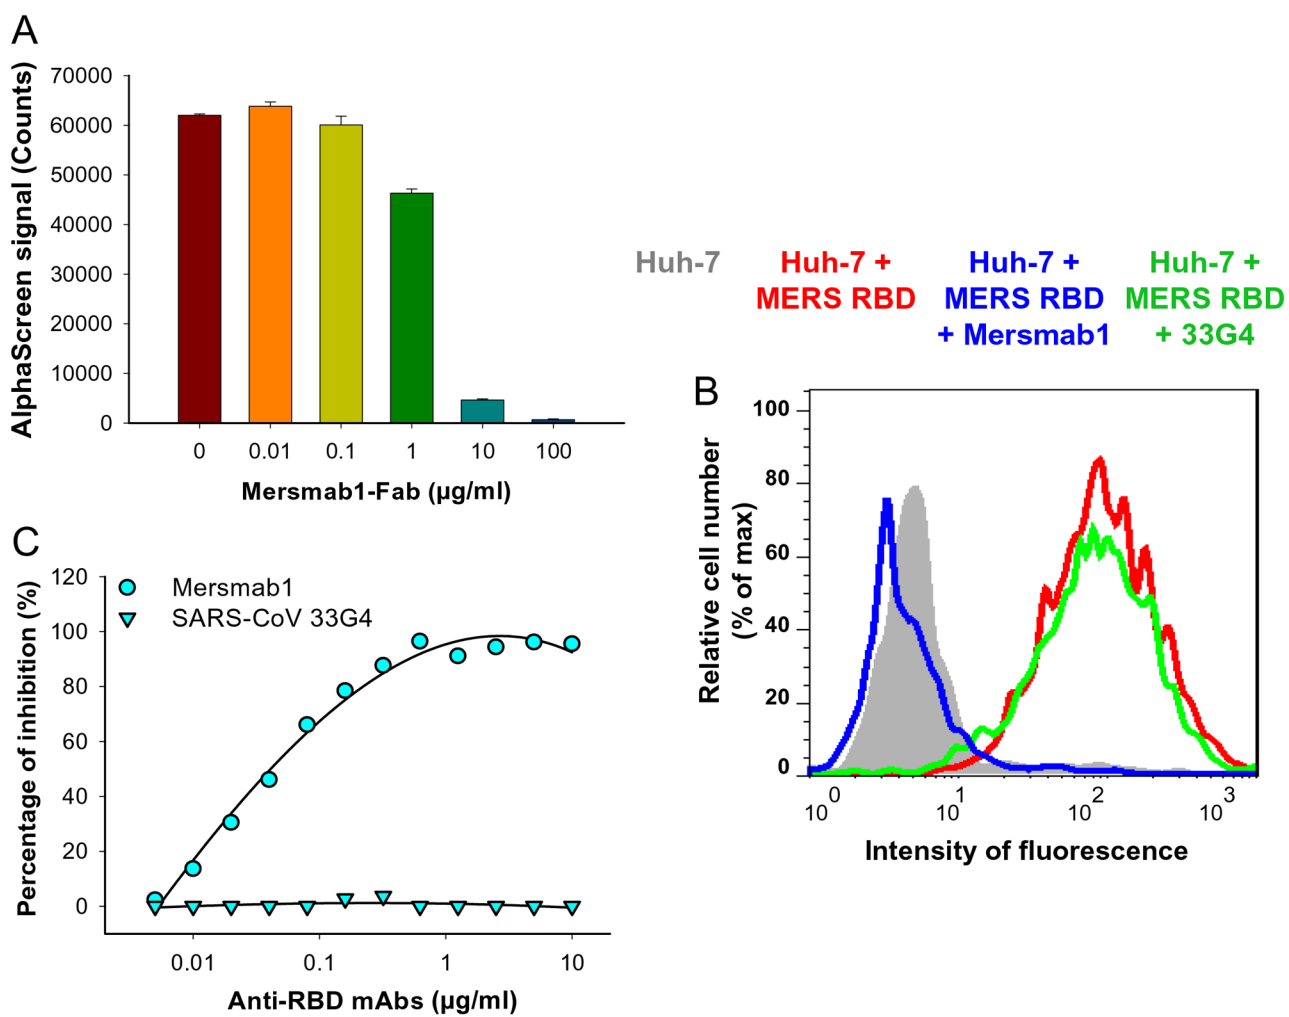 A
AlphaScreen signal (Counts)
70000
60000
50000
40000
30000
20000
10000
0
0 0.01 0.1 1 10 100
Mersmab1-Fab (µg/ml)
Huh-7
Huh-7 +
MERS RBD
Huh-7 +
MERS RBD
+ Mersmab1
Huh-7 +
MERS RBD
+ 33G4
B
Relative cell number
(% of max)
100
80
60
40
20
0
10^0 10^1 10^2 10^3
Intensity of fluorescence
C
Percentage of inhibition (%)
120
100
80
60
40
20
0
Mersmab1
SARS-CoV 33G4
0.01 0.1 1 10
Anti-RBD mAbs (µg/ml)